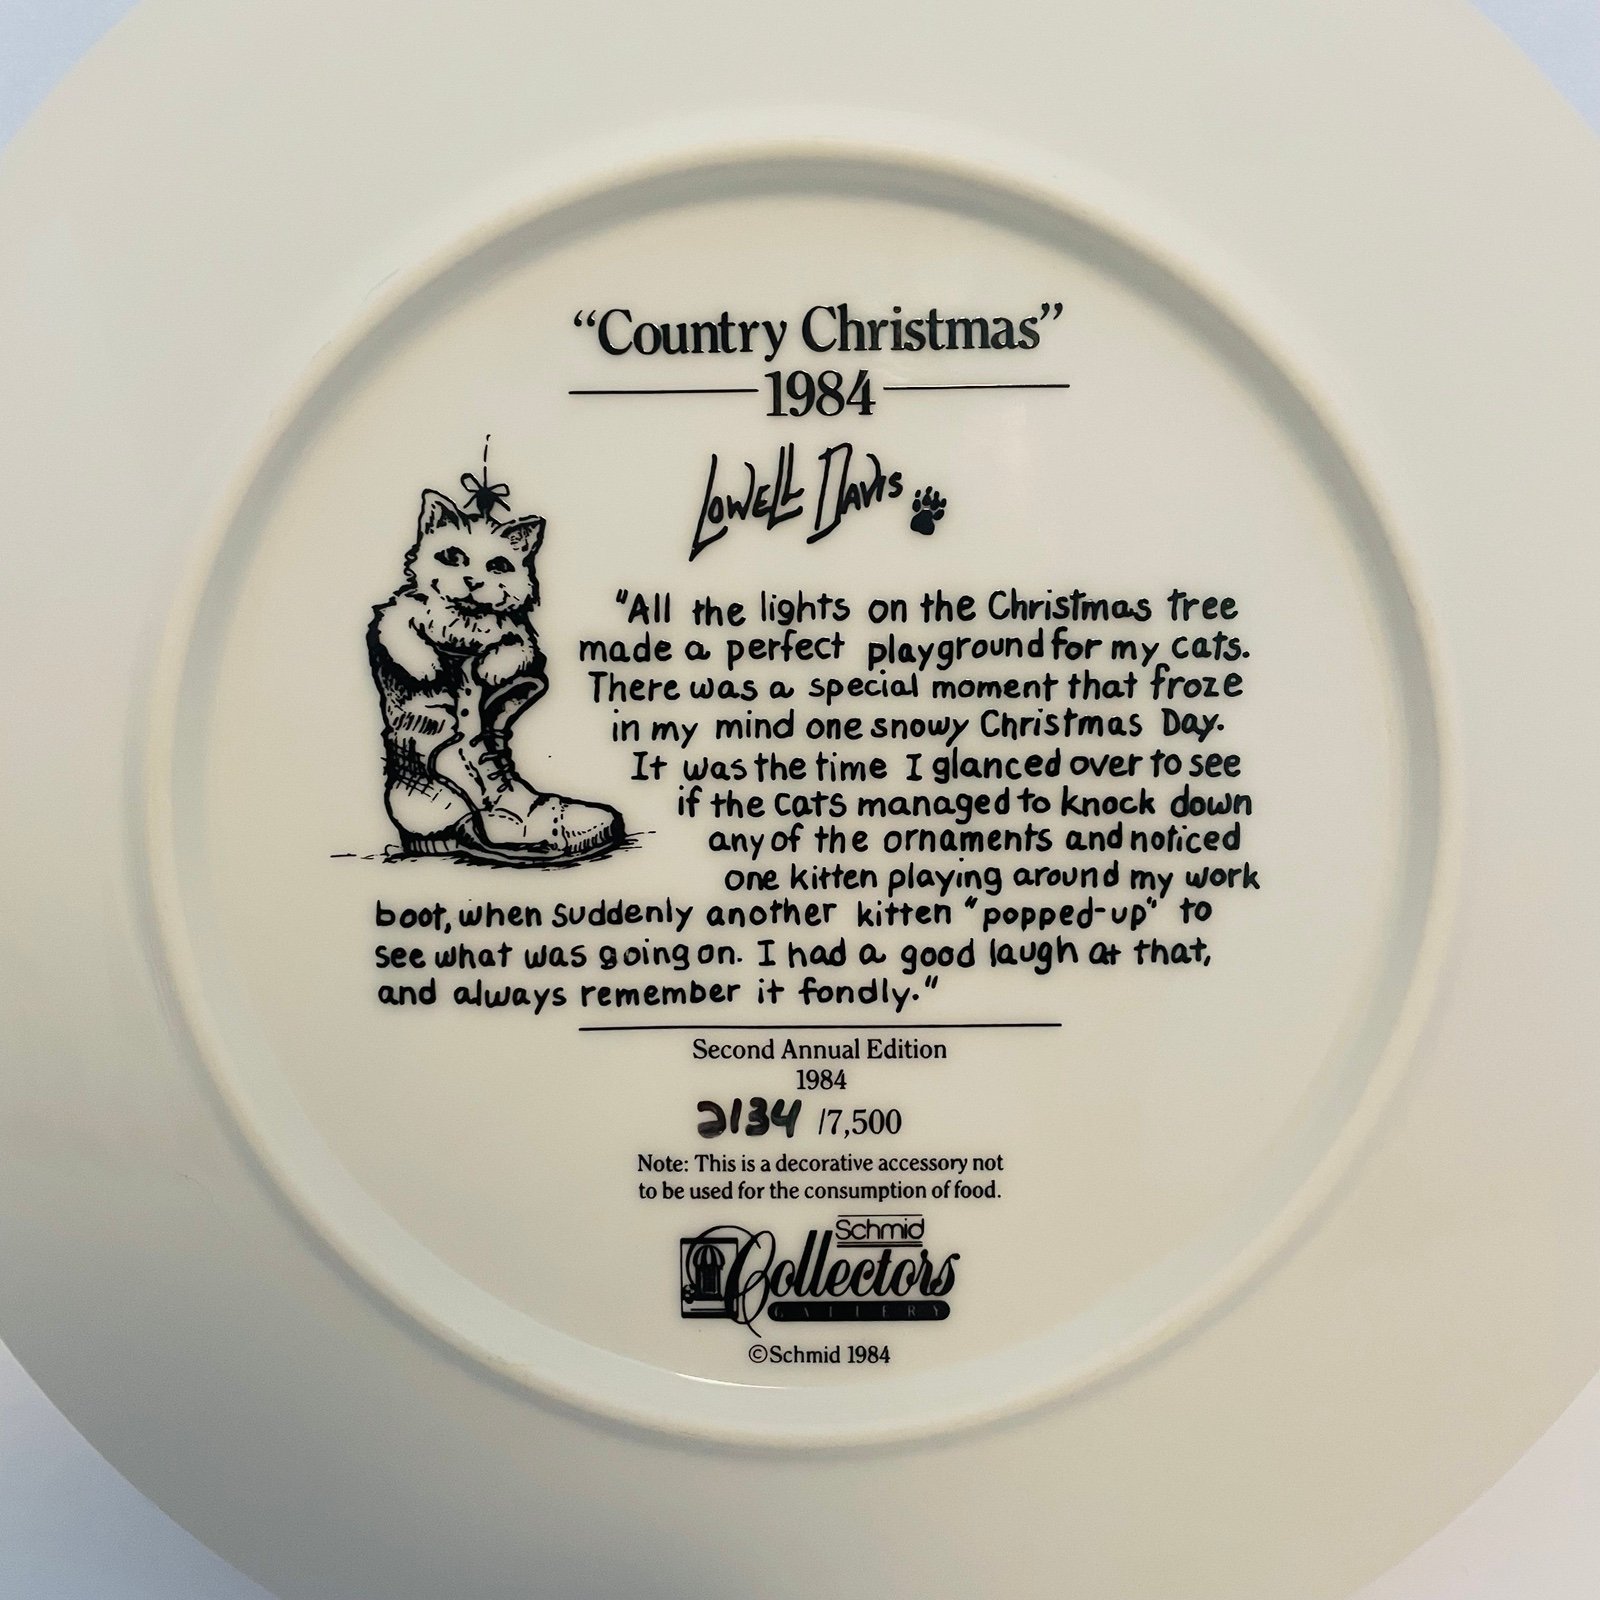 “Country Christmas”
1984
Lowell Davis
"All the lights on the Christmas tree
made a perfect playground for my cats.
There was a special moment that froze
in my mind one snowy Christmas Day.
It was the time I glanced over to see
if the cats managed to knock down
any of the ornaments and noticed
one kitten playing around my work
boot, when suddenly another kitten "popped-up" to
see what was going on. I had a good laugh at that,
and always remember it fondly."
Second Annual Edition
1984
2134 /7,500
Note: This is a decorative accessory not
to be used for the consumption of food.
Schmid
Collectors
GALLERY
©Schmid 1984